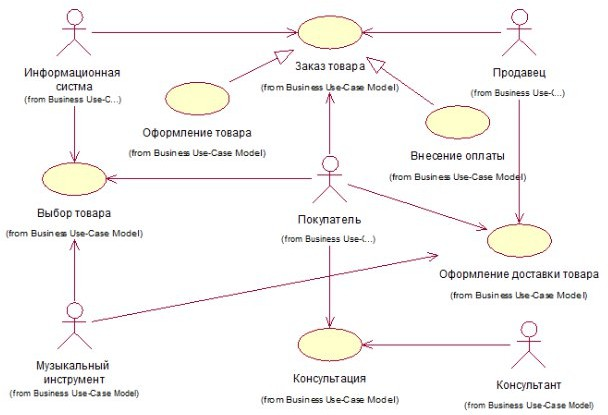 Информационная
систма
(from Business Use-C...)
Заказ товара
(from Business Use-Case Model)
Продавец
(from Business Use-(...)
Оформление товара
(from Business Use-Case Model)
Внесение оплаты
(from Business Use-Case Model)
Выбор товара
(from Business Use-Case Model)
Покупатель
(from Business Use-(...)
Оформление доставки товара
(from Business Use-Case Model)
Музыкальный
инструмент
(from Business Use-Case Model)
Консультация
(from Business Use-Case Model)
Консультант
(from Business Use-Case Model)